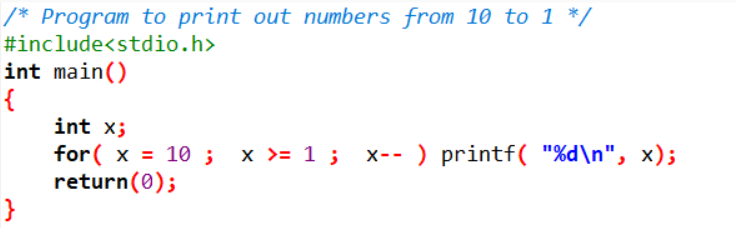 /* Program to print out numbers from 10 to 1 */
#include<stdio.h>
int main()
{
    int x;
    for( x = 10 ;  x >= 1 ;  x-- ) printf( "%d\n", x);
    return(0);
}